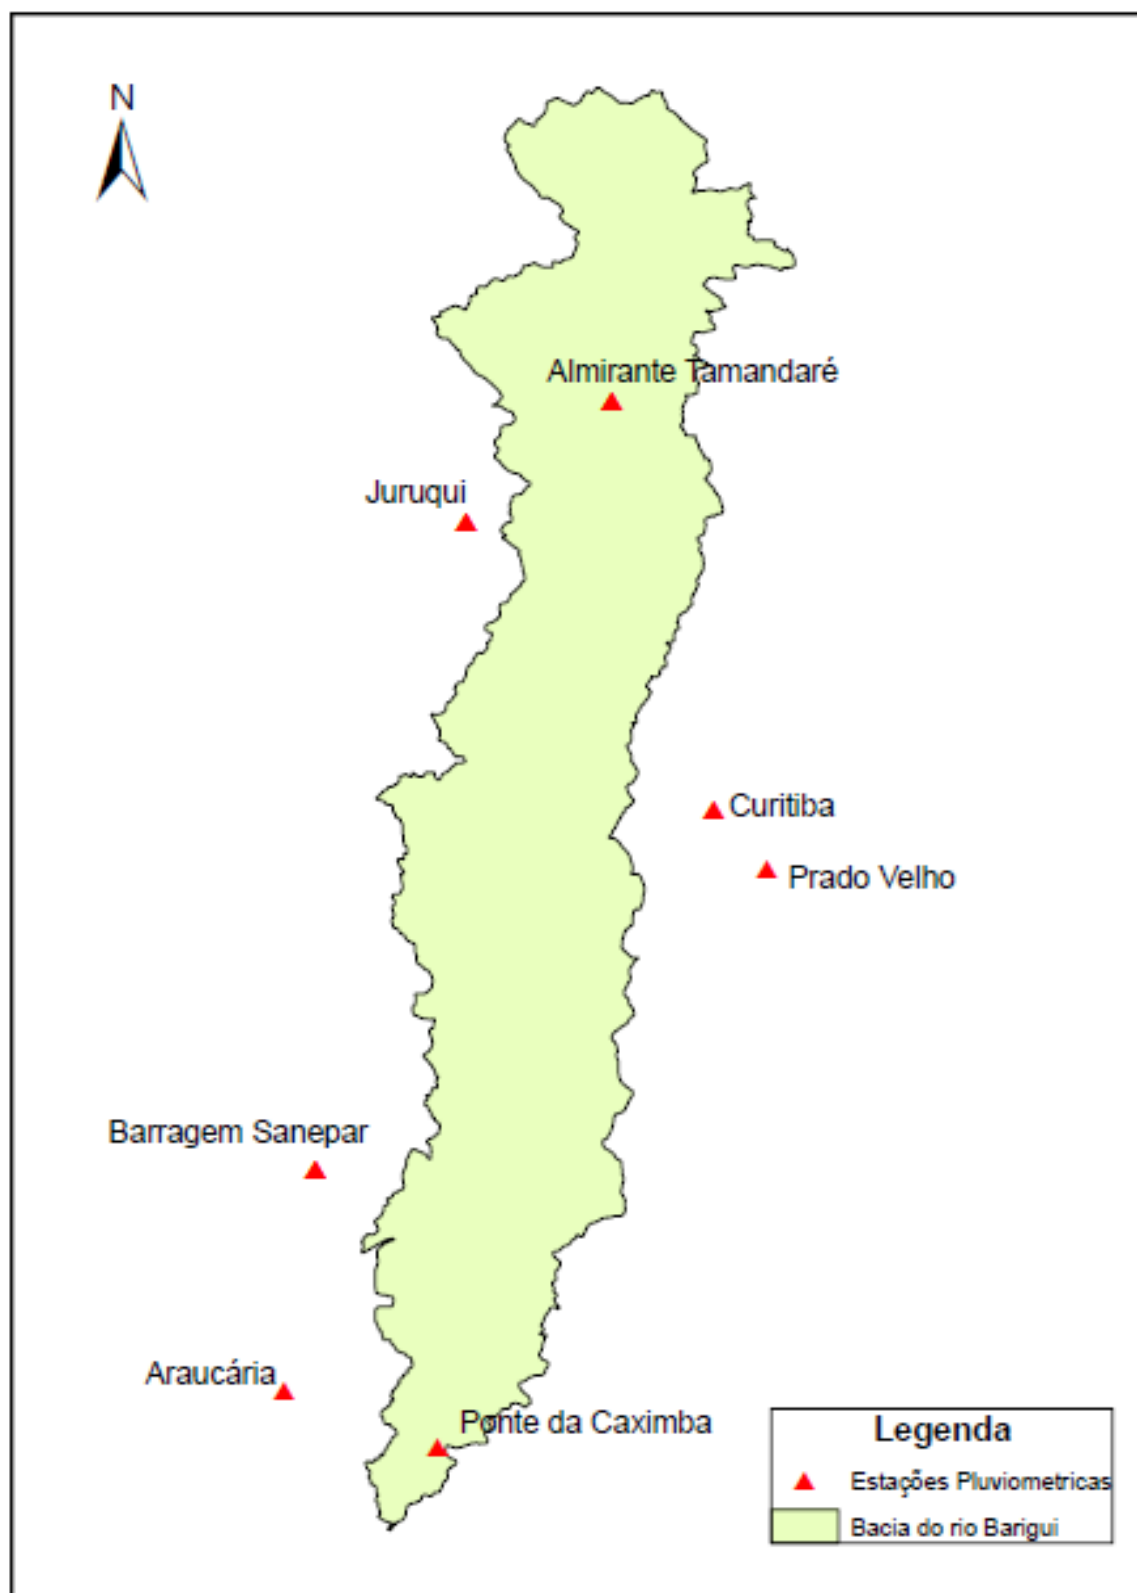 N
Almirante Tamandaré
Juruqui
Curitiba
Prado Velho
Barragem Sanepar
Araucária
Ponte da Caximba
Legenda
Estações Pluviometricas
Bacia do rio Barigui